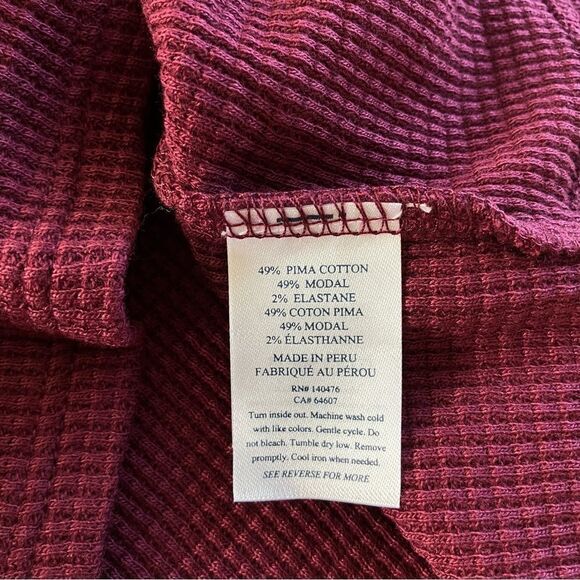 49% PIMA COTTON
49% MODAL
2% ELASTANE
49% COTON PIMA
49% MODAL
2% ÉLASTHANNE
MADE IN PERU
FABRIQUÉ AU PÉROU
RN# 140476
CA# 64607
Turn inside out. Machine wash cold
with like colors. Gentle cycle. Do
not bleach. Tumble dry low. Remove
promptly. Cool iron when needed.
SEE REVERSE FOR MORE